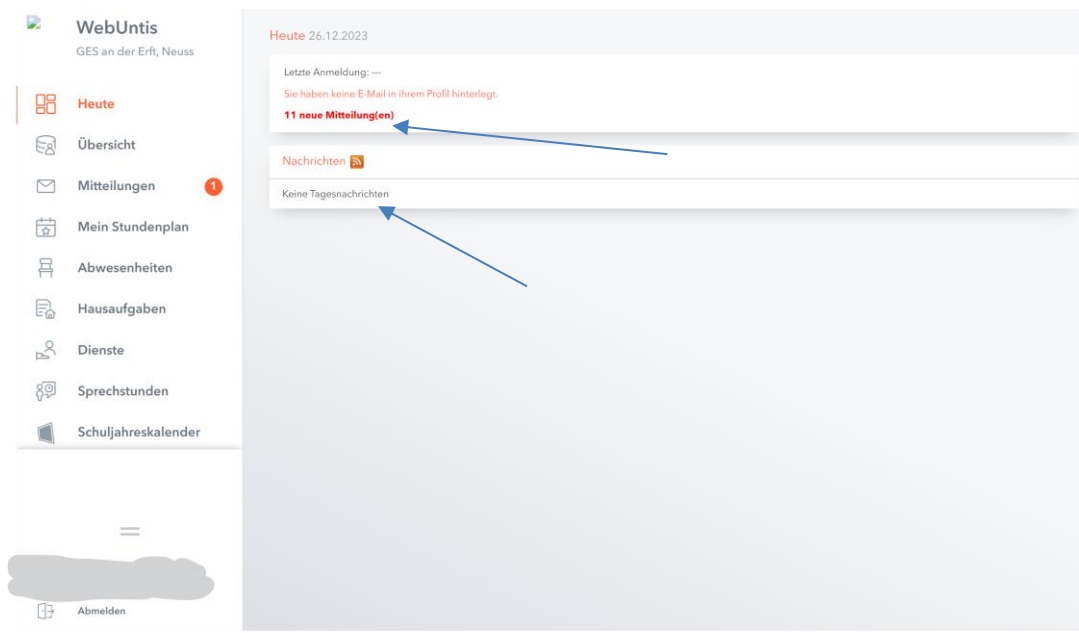 WebUntis
GES an der Erft, Neuss
Heute
Übersicht
Mitteilungen 1
Mein Stundenplan
Abwesenheiten
Hausaufgaben
Dienste
Sprechstunden
Schuljahreskalender
Abmelden
Heute 26.12.2023
Letzte Anmeldung: ---
Sie haben keine E-Mail in ihrem Profil hinterlegt.
11 neue Mitteilung(en)
Nachrichten
Keine Tagesnachrichten